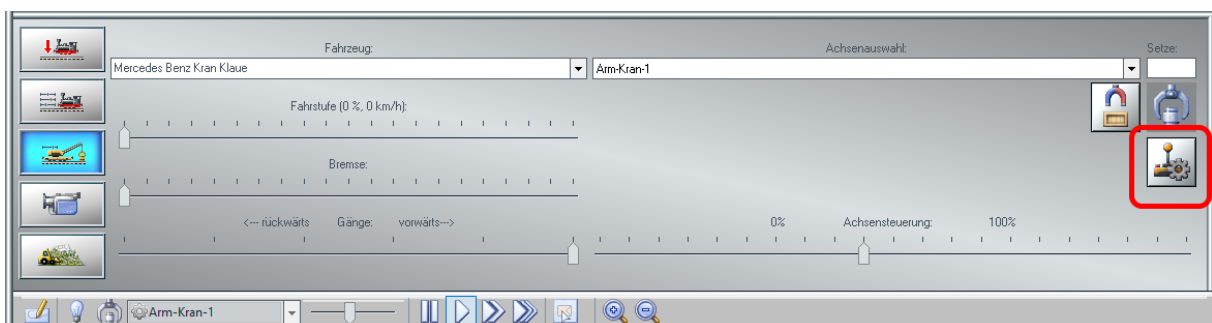 Fahrzeug: Achsenauswahl: Setze:
Mercedes Benz Kran Klaue Arm-Kran-1
Fahrstufe (0 %, 0 km/h):
Bremse:
<--- rückwärts Gänge: vorwärts---> 0% Achsensteuerung: 100%
Arm-Kran-1